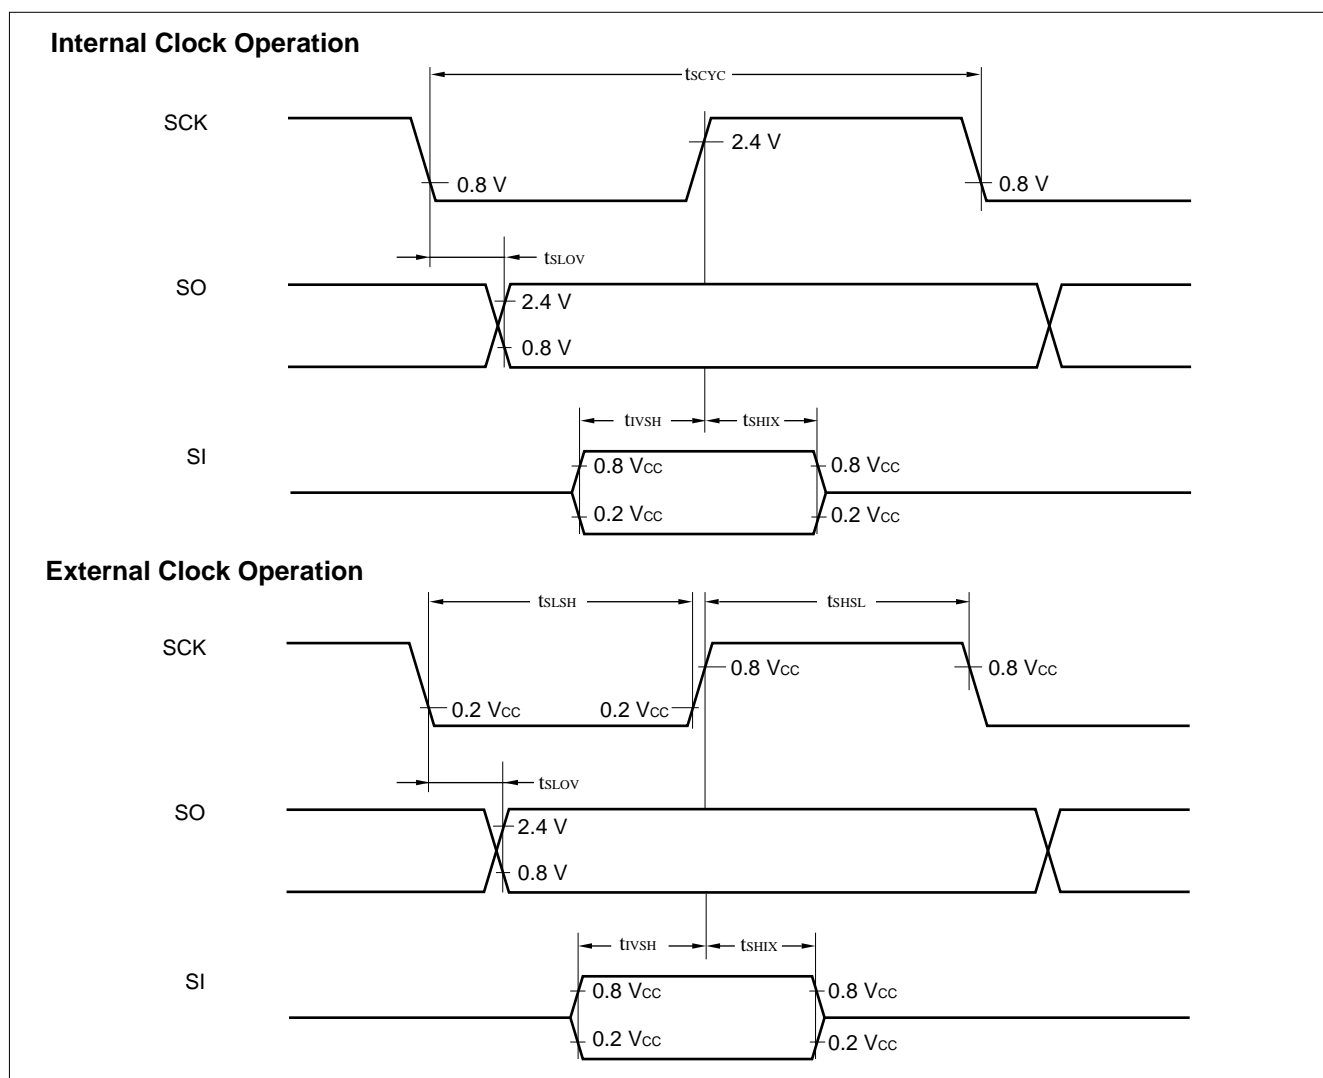 Internal Clock Operation
tSCYC
SCK
2.4 V
0.8 V
0.8 V
tSLOV
SO
2.4 V
0.8 V
tIVSH tSHIX
SI
0.8 VCC 0.8 VCC
0.2 VCC 0.2 VCC
External Clock Operation
tSLSH tSHSL
SCK
0.8 VCC 0.8 VCC
0.2 VCC 0.2 VCC
tSLOV
SO
2.4 V
0.8 V
tIVSH tSHIX
SI
0.8 VCC 0.8 VCC
0.2 VCC 0.2 VCC